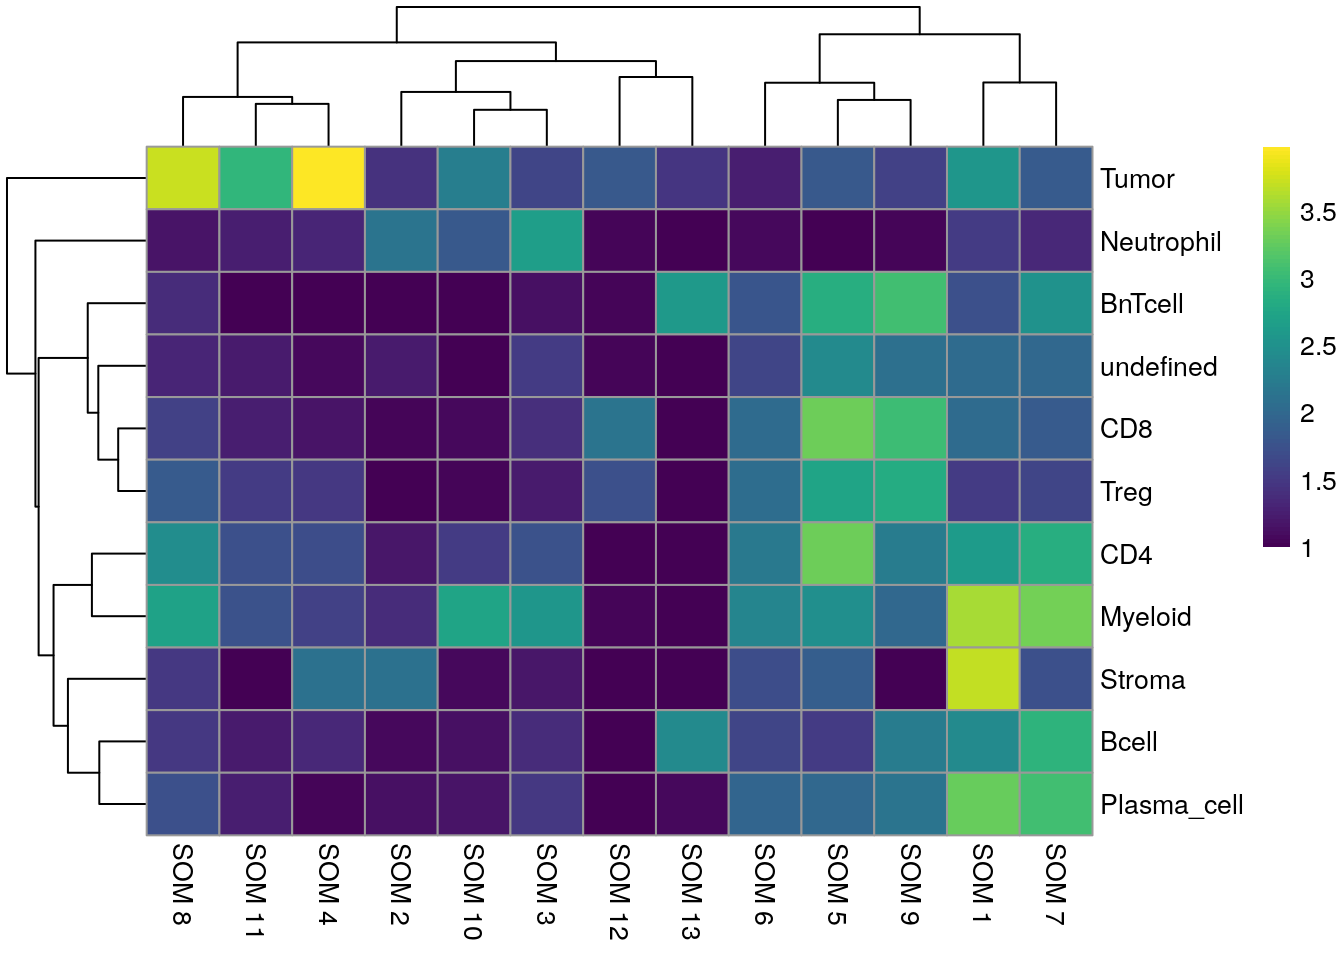 Tumor
Neutrophil
BnTcell
undefined
CD8
Treg
CD4
Myeloid
Stroma
Bcell
Plasma_cell
3.5
3
2.5
2
1.5
1
SOM 8
SOM 11
SOM 4
SOM 2
SOM 10
SOM 3
SOM 12
SOM 13
SOM 6
SOM 5
SOM 9
SOM 1
SOM 7